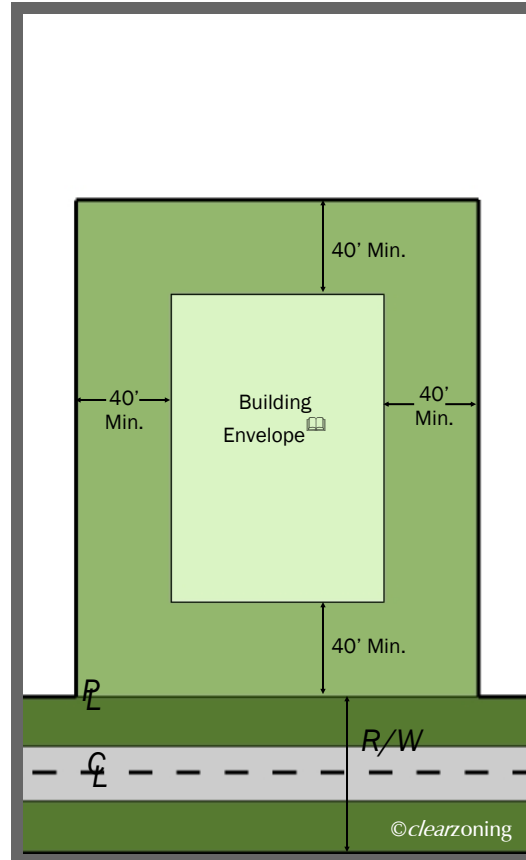 40’ Min.
40’
Min.
Building
Envelope
40’
Min.
40’ Min.
PL
R/W
CL
©clearzoning